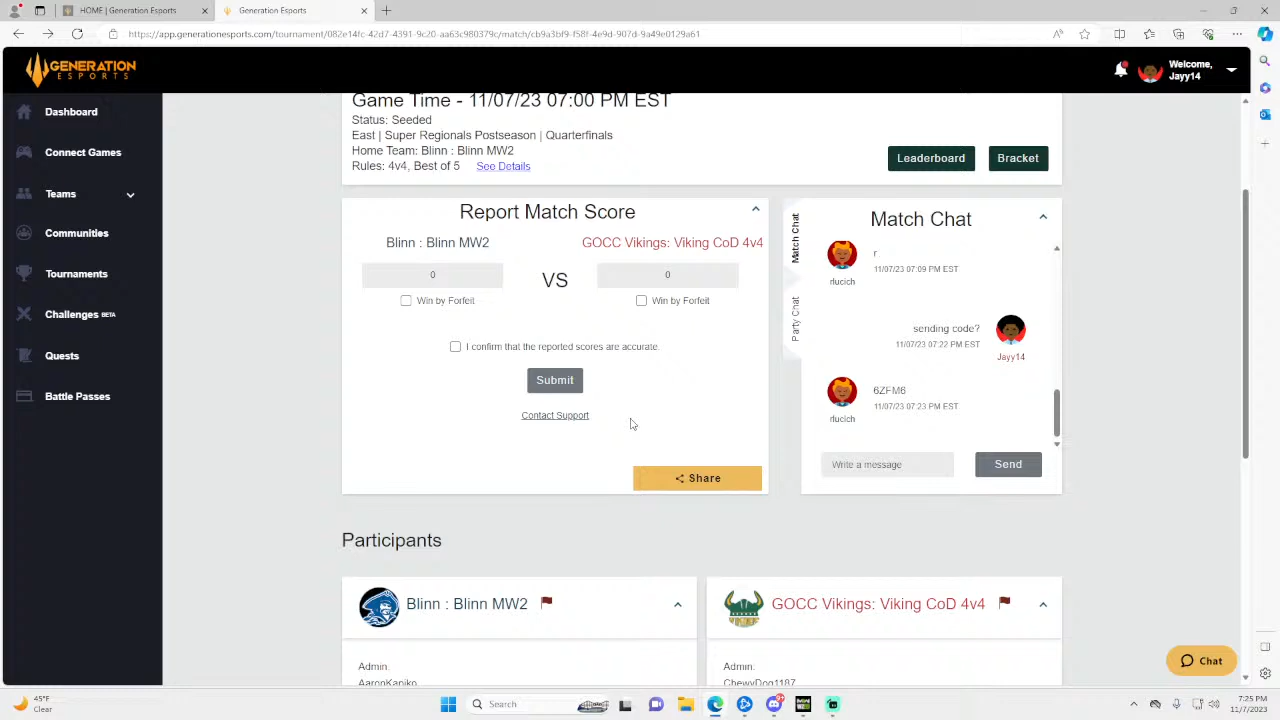 HOME | Generation Esports
Generation Esports
https://app.generationesports.com/tournament/082e14fc-42d7-4391-9c20-aa63c980379c/match/cb9a3bf9-f58f-4e9d-907d-9a49e0129a61
GENERATION
ESPORTS
Welcome,
Jayy14
Dashboard
Connect Games
Teams
Communities
Tournaments
Challenges BETA
Quests
Battle Passes
Game Time - 11/07/23 07:00 PM EST
Status: Seeded
East | Super Regionals Postseason | Quarterfinals
Home Team: Blinn : Blinn MW2
Rules: 4v4, Best of 5 See Details
Leaderboard
Bracket
Report Match Score
Blinn : Blinn MW2
GOCC Vikings: Viking CoD 4v4
0
VS
0
Win by Forfeit
Win by Forfeit
I confirm that the reported scores are accurate.
Submit
Contact Support
Share
Match Chat
Party Chat
Match Chat
r
11/07/23 07:09 PM EST
rlucich
sending code?
11/07/23 07:22 PM EST
Jayy14
6ZFM6
11/07/23 07:23 PM EST
rlucich
Write a message
Send
Participants
Blinn : Blinn MW2
GOCC Vikings: Viking CoD 4v4
Admin:
AaronKapiko
Admin:
ChewyDog1187
Chat
45°F
Clear
Search
:25 PM
11/7/2023